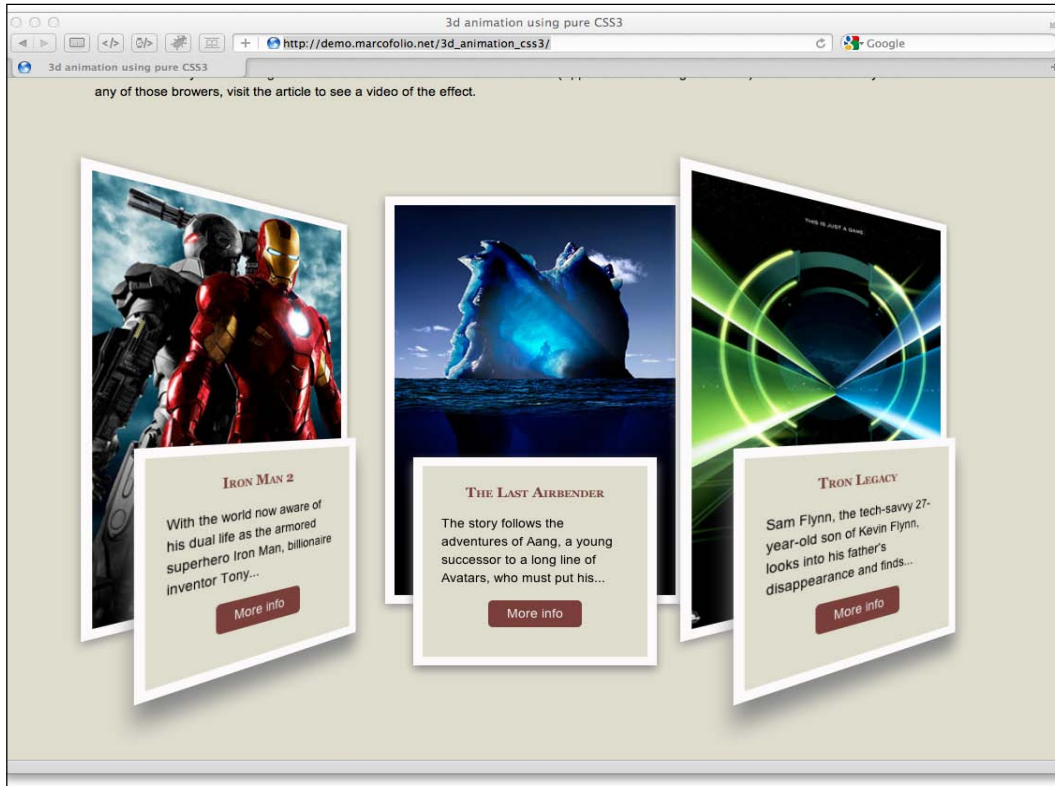 3d animation using pure CSS3
http://demo.marcofolio.net/3d_animation_css3/
Google
3d animation using pure CSS3
any of those browers, visit the article to see a video of the effect.
THIS IS JUST A GAME.
IRON MAN 2
With the world now aware of
his dual life as the armored
superhero Iron Man, billionaire
inventor Tony...
More info
THE LAST AIRBENDER
The story follows the
adventures of Aang, a young
successor to a long line of
Avatars, who must put his...
More info
TRON LEGACY
Sam Flynn, the tech-savvy 27-
year-old son of Kevin Flynn,
looks into his father's
disappearance and finds...
More info